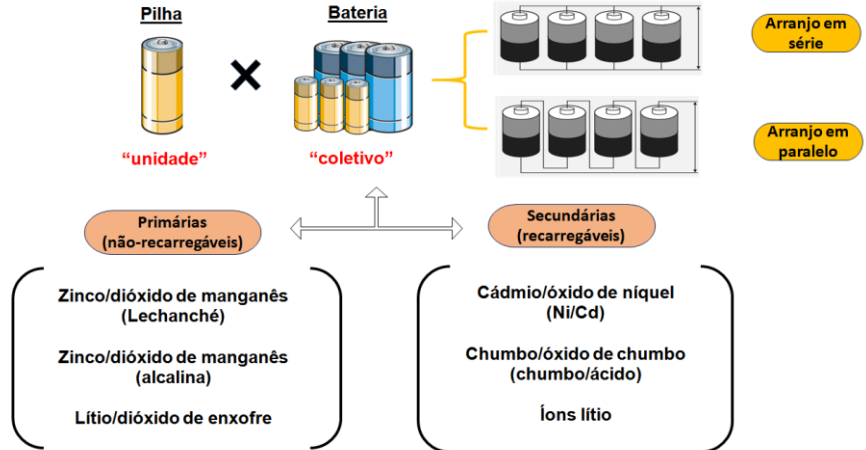 Pilha
Bateria
Arranjo em
série
Arranjo em
paralelo
“unidade”
“coletivo”
Primárias
(não-recarregáveis)
Secundárias
(recarregáveis)
Zinco/dióxido de manganês
(Lechanché)
Zinco/dióxido de manganês
(alcalina)
Lítio/dióxido de enxofre
Cádmio/óxido de níquel
(Ni/Cd)
Chumbo/óxido de chumbo
(chumbo/ácido)
Íons lítio